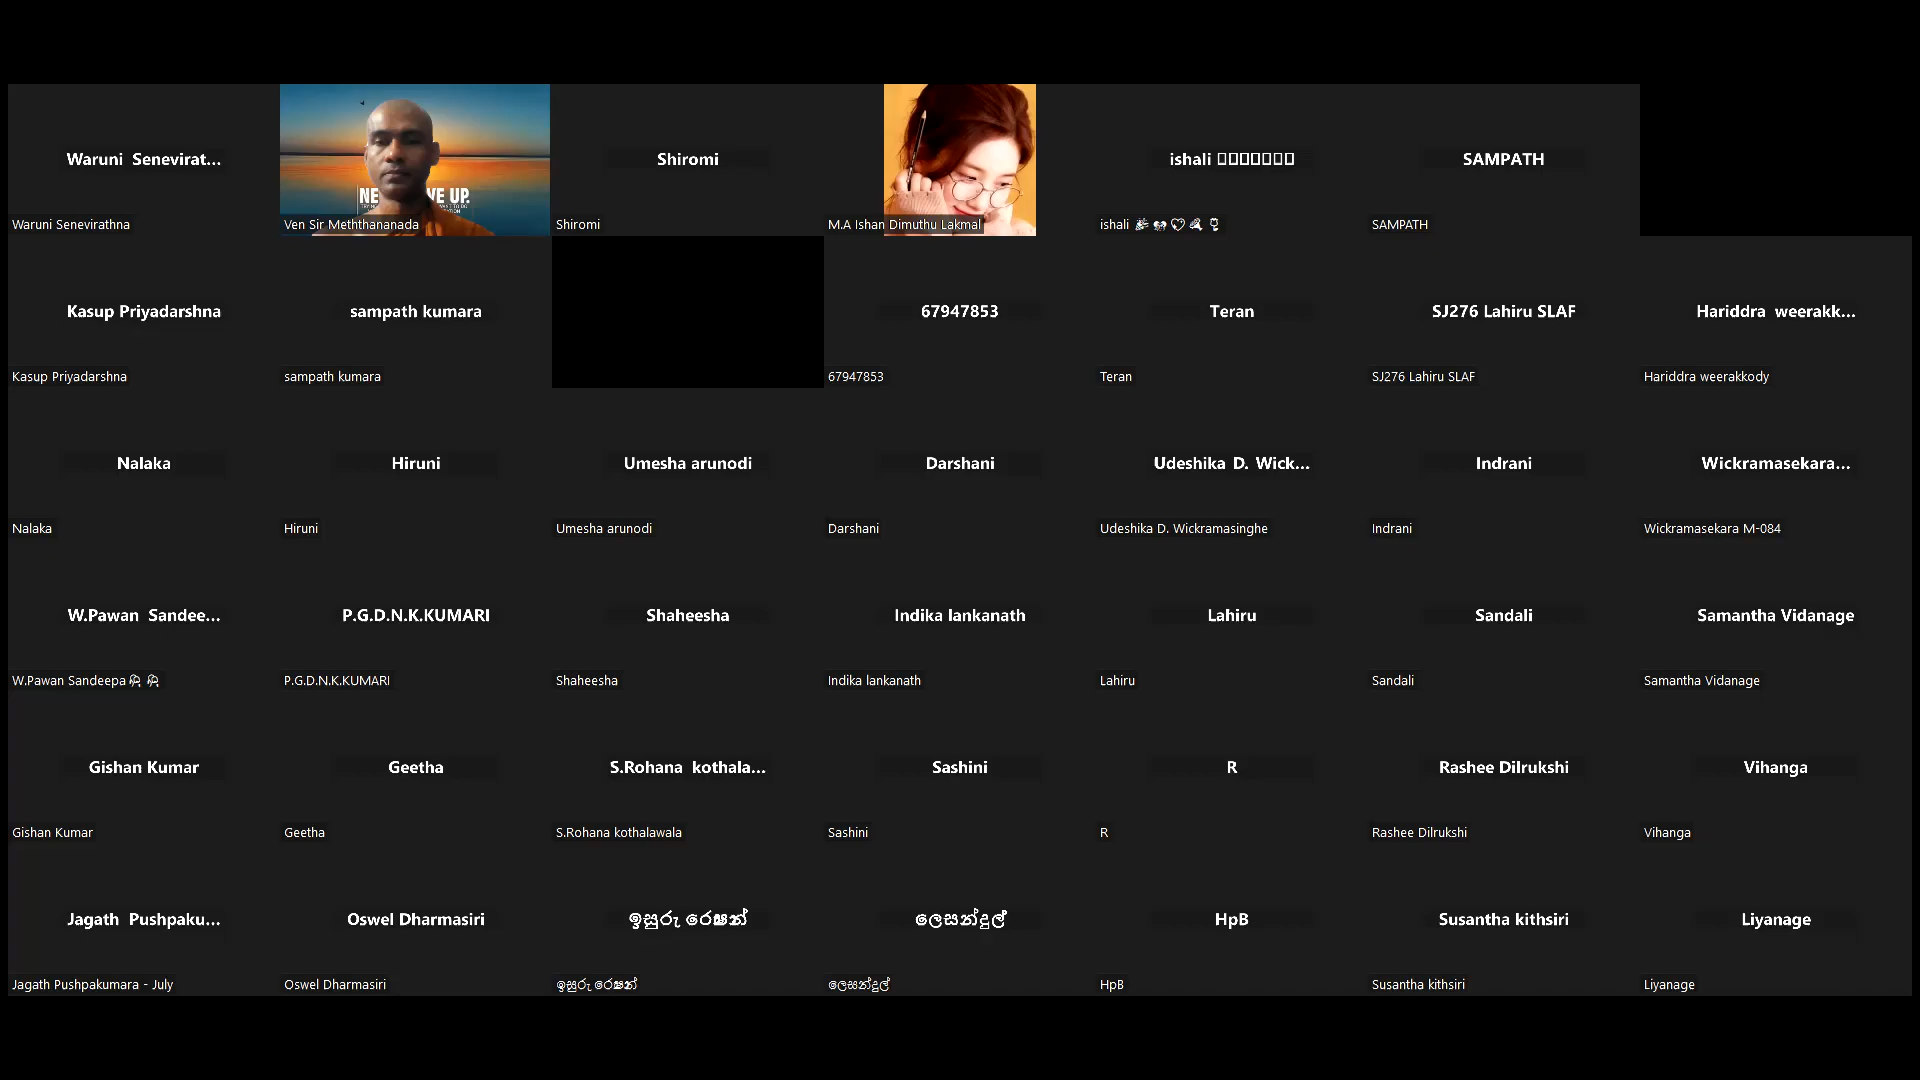 Waruni Senevirat...
Waruni Senevirathna
NE VE UP.
Ven Sir Meththananada
Shiromi
Shiromi
M.A Ishan Dimuthu Lakmal
ishali
ishali
SAMPATH
SAMPATH
Kasup Priyadarshna
Kasup Priyadarshna
sampath kumara
sampath kumara
67947853
67947853
Teran
Teran
SJ276 Lahiru SLAF
SJ276 Lahiru SLAF
Hariddra weerakk...
Hariddra weerakkody
Nalaka
Nalaka
Hiruni
Hiruni
Umesha arunodi
Umesha arunodi
Darshani
Darshani
Udeshika D. Wick...
Udeshika D. Wickramasinghe
Indrani
Indrani
Wickramasekara...
Wickramasekara M-084
W.Pawan Sandee...
W.Pawan Sandeepa
P.G.D.N.K.KUMARI
P.G.D.N.K.KUMARI
Shaheesha
Shaheesha
Indika lankanath
Indika lankanath
Lahiru
Lahiru
Sandali
Sandali
Samantha Vidanage
Samantha Vidanage
Gishan Kumar
Gishan Kumar
Geetha
Geetha
S.Rohana kothala...
S.Rohana kothalawala
Sashini
Sashini
R
R
Rashee Dilrukshi
Rashee Dilrukshi
Vihanga
Vihanga
Jagath Pushpaku...
Jagath Pushpakumara - July
Oswel Dharmasiri
Oswel Dharmasiri
ඉසුරු
ඉසුරු
ලෙසන්දුල්
ලෙසන්දුල්
HpB
HpB
Susantha kithsiri
Susantha kithsiri
Liyanage
Liyanage